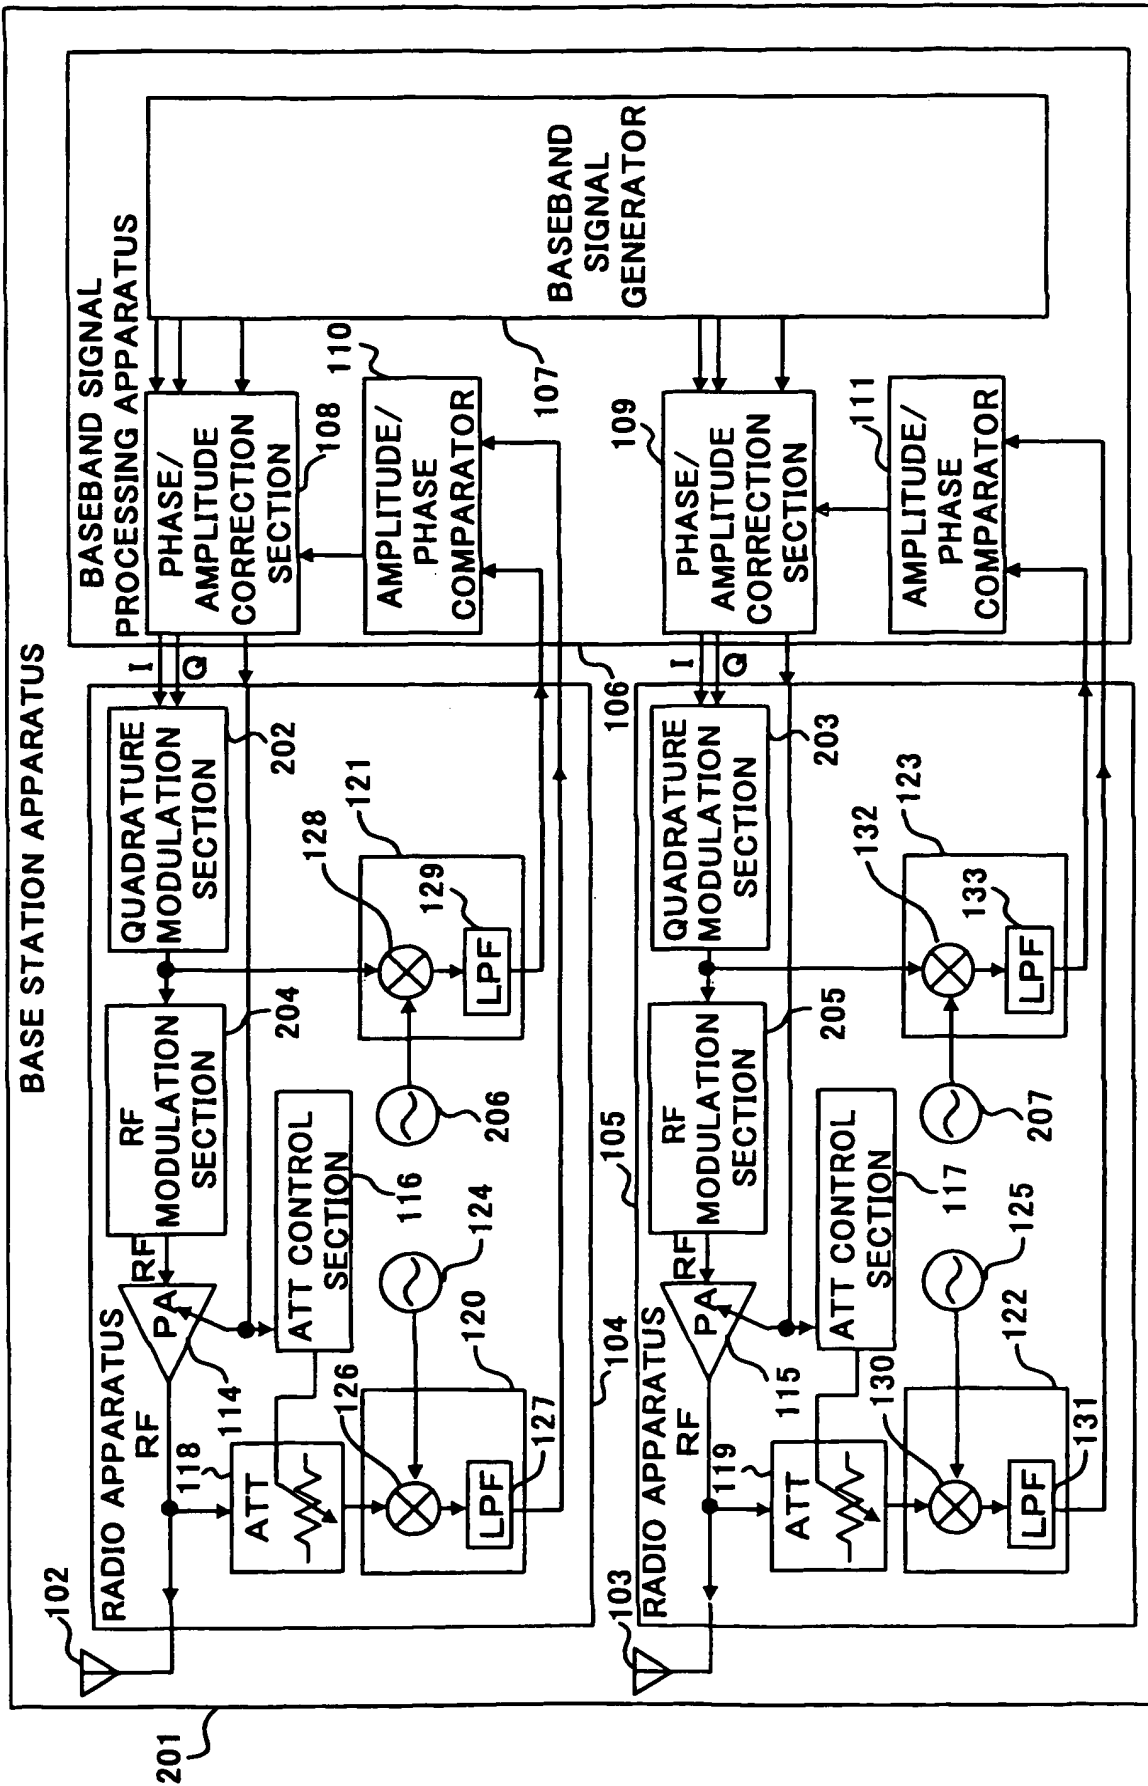 BASE STATION APPARATUS
201
102
RADIO APPARATUS
104
RF
118
ATT
114
PA
RF
RF
MODULATION
SECTION
204
QUADRATURE
MODULATION
SECTION
202
ATT CONTROL
SECTION
116
126
120
LPF
127
124
206
128
121
129
LPF
I
Q
106
BASEBAND SIGNAL
PROCESSING APPARATUS
PHASE/
AMPLITUDE
CORRECTION
SECTION
108
AMPLITUDE/
PHASE
COMPARATOR
110
107
BASEBAND
SIGNAL
GENERATOR
103
RADIO APPARATUS
105
RF
119
ATT
115
PA
RF
RF
MODULATION
SECTION
205
QUADRATURE
MODULATION
SECTION
203
ATT CONTROL
SECTION
117
130
122
LPF
131
125
207
132
123
133
LPF
I
Q
PHASE/
AMPLITUDE
CORRECTION
SECTION
109
AMPLITUDE/
PHASE
COMPARATOR
111